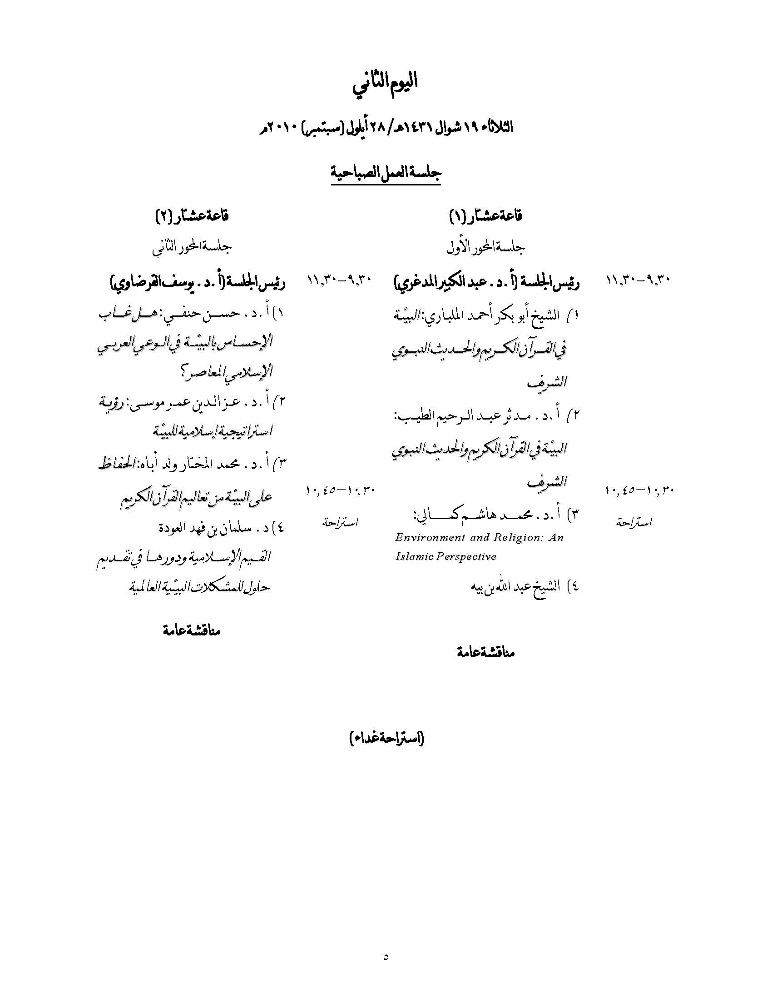 اليوم الثاني
الثلاثاء ١٩ شوال ١٤٣١هـ/ ٢٨ أيلول (سبتمبر) ٢٠١٠م
جلسة العمل الصباحية
قاعة عشتار (١)
جلسة المحور الأول
٩,٣٠–١١,٣٠
رئيس الجلسة (أ.د. عبد الكبير المدغري)
١) الشيخ أبو بكر أحمد المليباري: البيئة
في القرآن الكريم والحديث النبوي
الشريف
٢) أ.د. مدثر عبد الرحيم الطيب:
البيئة في القرآن الكريم والحديث النبوي
الشريف
١٠,٣٠–١٠,٤٥
استراحة
٣) أ.د. محمد هاشم كمالي:
Environment and Religion: An
Islamic Perspective
٤) الشيخ عبد الله بن بيه
مناقشة عامة
قاعة عشتار (٢)
جلسة المحور الثاني
٩,٣٠–١١,٣٠
رئيس الجلسة (أ.د. يوسف القرضاوي)
١) أ.د. حسن حنفي: هل غاب
الإحساس بالبيئة في الوعي العربي
الإسلامي المعاصر؟
٢) أ.د. عز الدين عمر موسى: رؤية
استراتيجية إسلامية للبيئة
٣) أ.د. محمد المختار ولد أباه: الحفاظ
على البيئة من تعاليم القرآن الكريم
١٠,٣٠–١٠,٤٥
استراحة
٤) د. سلمان بن فهد العودة
القيم الإسلامية ودورها في تقديم
حلول للمشكلات البيئية العالمية
مناقشة عامة
(استراحة غداء)
٥